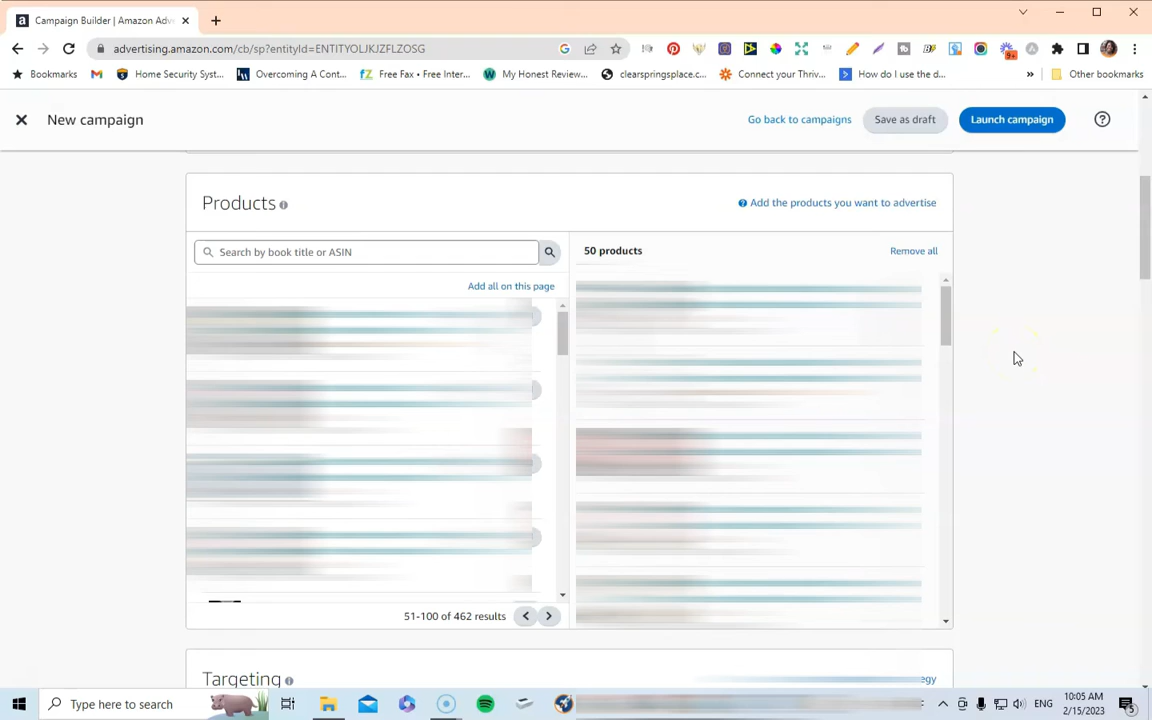 Campaign Builder | Amazon Adve
advertising.amazon.com/cb/sp?entityId=ENTITYOLJKJZFLZOSG
9+
Bookmarks
Home Security Syst...
Overcoming A Cont...
Free Fax • Free Inter...
My Honest Review...
clearspringsplace.c...
Connect your Thriv...
How do I use the d...
»
Other bookmarks
New campaign
Go back to campaigns
Save as draft
Launch campaign
Products
Add the products you want to advertise
Search by book title or ASIN
50 products
Remove all
Add all on this page
51-100 of 462 results
Targeting
egy
Type here to search
ENG
10:05 AM
2/15/2023
5